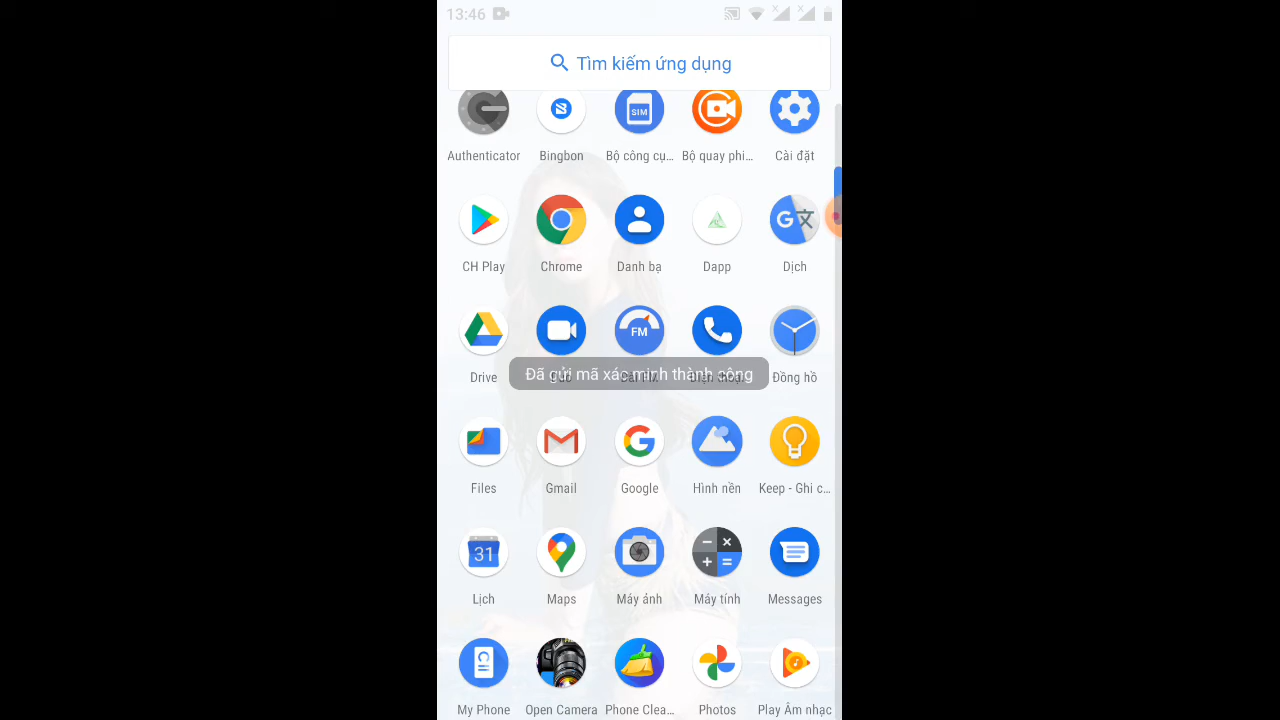 13:46
Tìm kiếm ứng dụng
Authenticator Bingbon Bộ công cụ... Bộ quay phi... Cài đặt
SIM
CH Play Chrome Danh bạ Dapp Dịch
FM
Drive Đồng hồ
Đã gửi mã xác minh thành công
Files Gmail Google Hình nền Keep - Ghi c...
31
Lịch Maps Máy ảnh Máy tính Messages
My Phone Open Camera Phone Clea... Photos Play Âm nhạc